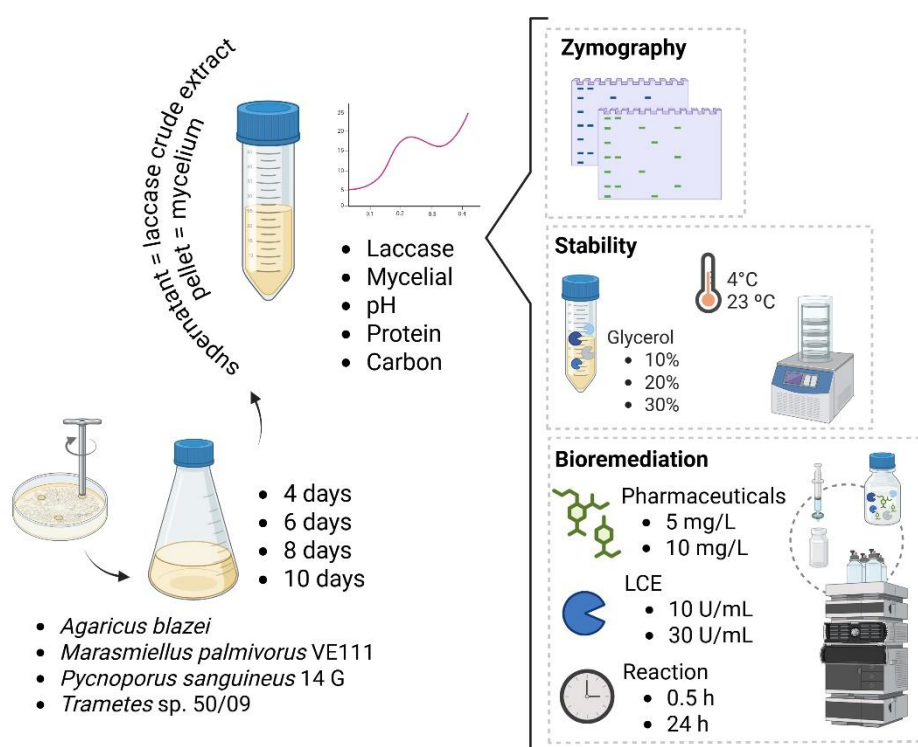 supernatant = laccase crude extract
pellet = mycelium
25
20
15
10
5
0.1 0.2 0.3 0.4
• Laccase
• Mycelial
• pH
• Protein
• Carbon
• 4 days
• 6 days
• 8 days
• 10 days
• Agaricus blazei
• Marasmiellus palmivorus VE111
• Pycnoporus sanguineus 14 G
• Trametes sp. 50/09
Zymography
Stability
4°C
23 ºC
Glycerol
• 10%
• 20%
• 30%
Bioremediation
Pharmaceuticals
• 5 mg/L
• 10 mg/L
LCE
• 10 U/mL
• 30 U/mL
Reaction
• 0.5 h
• 24 h